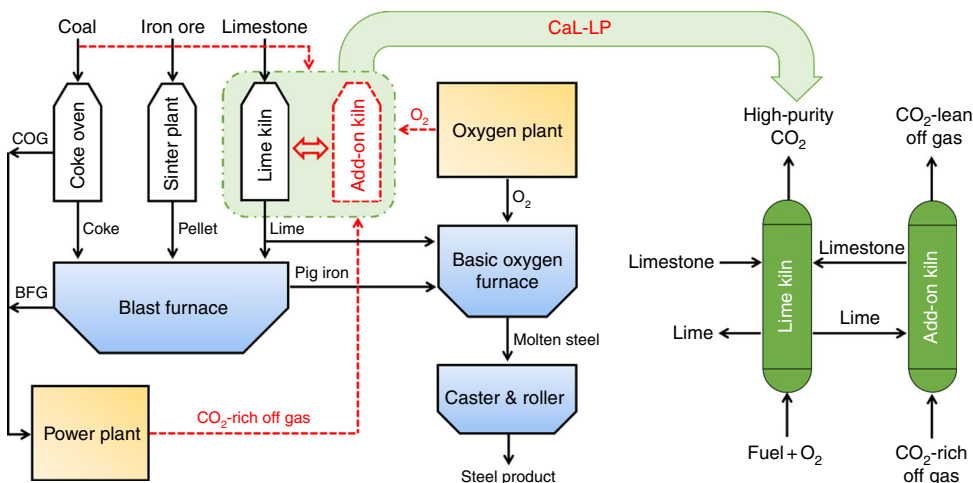 Coal
Iron ore
Limestone
CaL-LP
Coke oven
Sinter plant
Lime kiln
Add-on kiln
O₂
Oxygen plant
COG
Coke
Pellet
Lime
O₂
Pig iron
BFG
Blast furnace
Basic oxygen
furnace
Molten steel
Power plant
CO₂-rich off gas
Caster & roller
Steel product
High-purity
CO₂
CO₂-lean
off gas
Limestone
Limestone
Lime
Lime
Lime kiln
Add-on kiln
Fuel + O₂
CO₂-rich
off gas